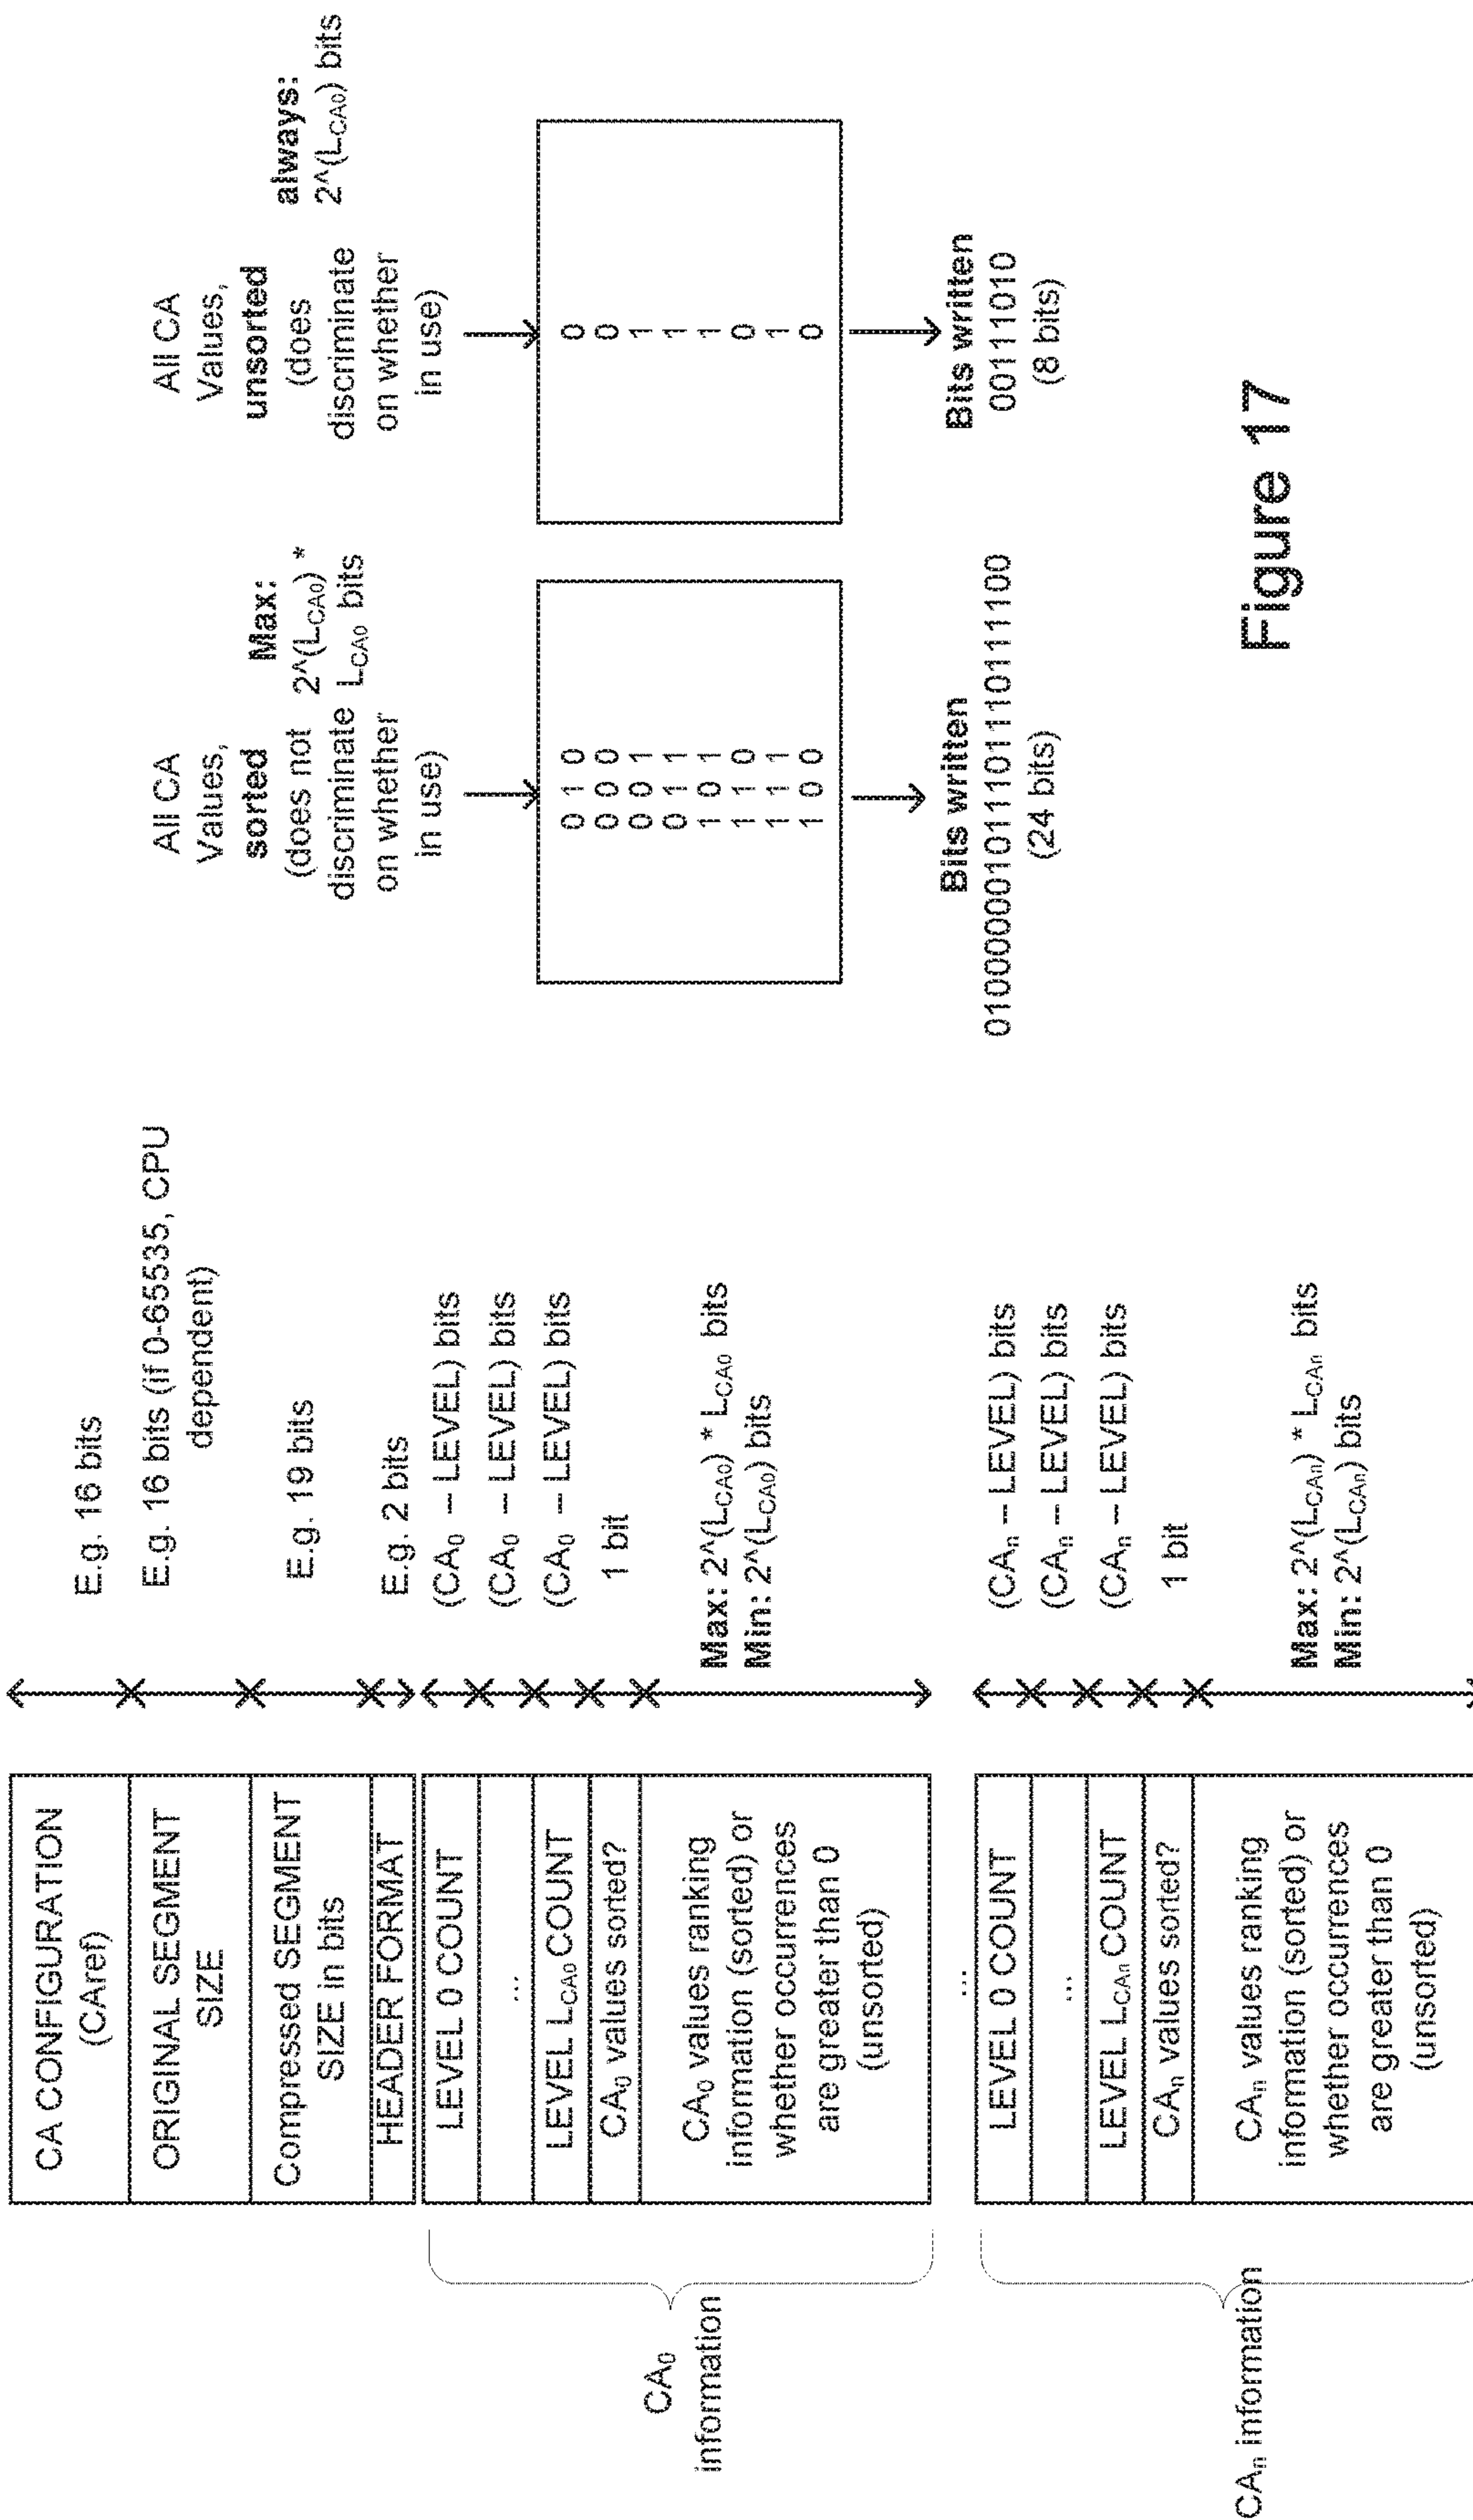 CA CONFIGURATION
(CAref)
ORIGINAL SEGMENT
SIZE
Compressed SEGMENT
SIZE in bits
HEADER FORMAT
LEVEL 0 COUNT
...
LEVEL LCA0 COUNT
CA0 values sorted?
CA0 values ranking
information (sorted) or
whether occurrences
are greater than 0
(unsorted)
CA0
information
...
LEVEL 0 COUNT
...
LEVEL LCAn COUNT
CAn values sorted?
CAn values ranking
information (sorted) or
whether occurrences
are greater than 0
(unsorted)
CAn information
E.g. 16 bits
E.g. 16 bits (if 0-65535, CPU
dependent)
E.g. 19 bits
E.g. 2 bits
(CA0 – LEVEL) bits
(CA0 – LEVEL) bits
(CA0 – LEVEL) bits
1 bit
Max: 2^(LCA0) * LCA0 bits
Min: 2^(LCA0) bits
(CAn – LEVEL) bits
(CAn – LEVEL) bits
(CAn – LEVEL) bits
1 bit
Max: 2^(LCAn) * LCAn bits
Min: 2^(LCAn) bits
All CA
Values,
sorted
(does not
discriminate
on whether
in use)
Max:
2^(LCA0) *
LCA0 bits
0 1 0
0 0 0
0 0 1
0 1 1
1 0 1
1 1 0
1 1 1
1 0 0
Bits written
010000001011101110111100
(24 bits)
All CA
Values,
unsorted
(does
discriminate
on whether
in use)
always:
2^(LCA0) bits
0
0
1
1
1
0
1
0
Bits written
00111010
(8 bits)
Figure 17